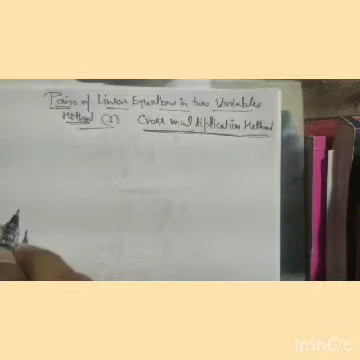 Pairs of Linear Equations in two Variables
Method (3) Cross multiplication Method
InShOt